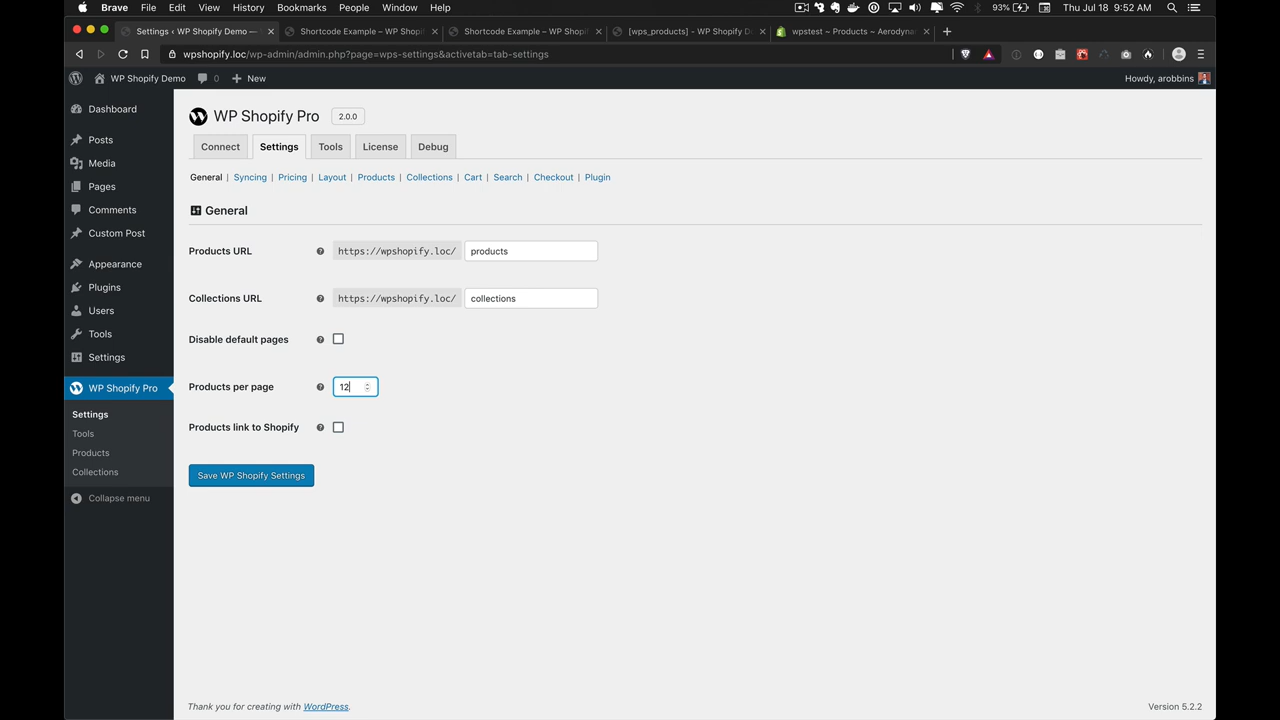 Brave File Edit View History Bookmarks People Window Help 93% Thu Jul 18 9:52 AM
Settings ‹ WP Shopify Demo — Shortcode Example – WP Shopif Shortcode Example – WP Shopif [wps_products] – WP Shopify D wpstest ~ Products ~ Aerodyna
wpshopify.loc/wp-admin/admin.php?page=wps-settings&activetab=tab-settings
WP Shopify Demo 0 New Howdy, arobbins
Dashboard
Posts
Media
Pages
Comments
Custom Post
Appearance
Plugins
Users
Tools
Settings
WP Shopify Pro
Settings
Tools
Products
Collections
Collapse menu
WP Shopify Pro 2.0.0
Connect Settings Tools License Debug
General | Syncing | Pricing | Layout | Products | Collections | Cart | Search | Checkout | Plugin
General
Products URL https://wpshopify.loc/ products
Collections URL https://wpshopify.loc/ collections
Disable default pages
Products per page 12
Products link to Shopify
Save WP Shopify Settings
Thank you for creating with WordPress. Version 5.2.2